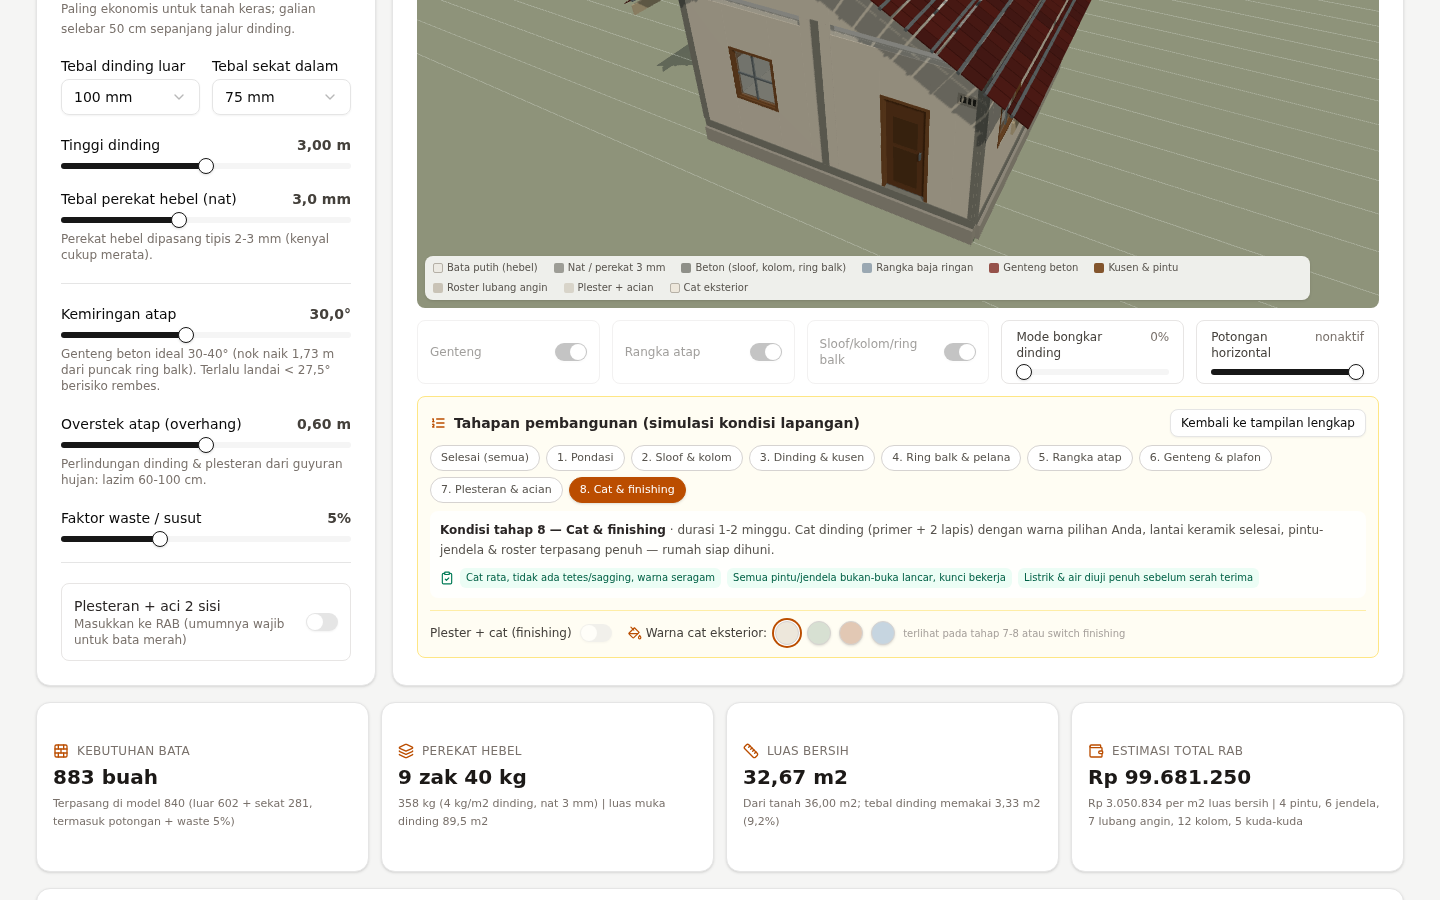 Paling ekonomis untuk tanah keras; galian
selebar 50 cm sepanjang jalur dinding.
Tebal dinding luar
Tebal sekat dalam
100 mm
75 mm
Tinggi dinding
3,00 m
Tebal perekat hebel (nat)
3,0 mm
Perekat hebel dipasang tipis 2-3 mm (kenyal
cukup merata).
Kemiringan atap
30,0°
Genteng beton ideal 30-40° (nok naik 1,73 m
dari puncak ring balk). Terlalu landai < 27,5°
berisiko rembes.
Overstek atap (overhang)
0,60 m
Perlindungan dinding & plesteran dari guyuran
hujan: lazim 60-100 cm.
Faktor waste / susut
5%
Plesteran + aci 2 sisi
Masukkan ke RAB (umumnya wajib
untuk bata merah)
Bata putih (hebel)
Nat / perekat 3 mm
Beton (sloof, kolom, ring balk)
Rangka baja ringan
Genteng beton
Kusen & pintu
Roster lubang angin
Plester + acian
Cat eksterior
Genteng
Rangka atap
Sloof/kolom/ring
balk
Mode bongkar
dinding
0%
Potongan
horizontal
nonaktif
Tahapan pembangunan (simulasi kondisi lapangan)
Kembali ke tampilan lengkap
Selesai (semua)
1. Pondasi
2. Sloof & kolom
3. Dinding & kusen
4. Ring balk & pelana
5. Rangka atap
6. Genteng & plafon
7. Plesteran & acian
8. Cat & finishing
Kondisi tahap 8 — Cat & finishing · durasi 1-2 minggu. Cat dinding (primer + 2 lapis) dengan warna pilihan Anda, lantai keramik selesai, pintu-
jendela & roster terpasang penuh — rumah siap dihuni.
Cat rata, tidak ada tetes/sagging, warna seragam
Semua pintu/jendela bukan-buka lancar, kunci bekerja
Listrik & air diuji penuh sebelum serah terima
Plester + cat (finishing)
Warna cat eksterior:
terlihat pada tahap 7-8 atau switch finishing
KEBUTUHAN BATA
883 buah
Terpasang di model 840 (luar 602 + sekat 281,
termasuk potongan + waste 5%)
PEREKAT HEBEL
9 zak 40 kg
358 kg (4 kg/m2 dinding, nat 3 mm) | luas muka
dinding 89,5 m2
LUAS BERSIH
32,67 m2
Dari tanah 36,00 m2; tebal dinding memakai 3,33 m2
(9,2%)
ESTIMASI TOTAL RAB
Rp 99.681.250
Rp 3.050.834 per m2 luas bersih | 4 pintu, 6 jendela,
7 lubang angin, 12 kolom, 5 kuda-kuda